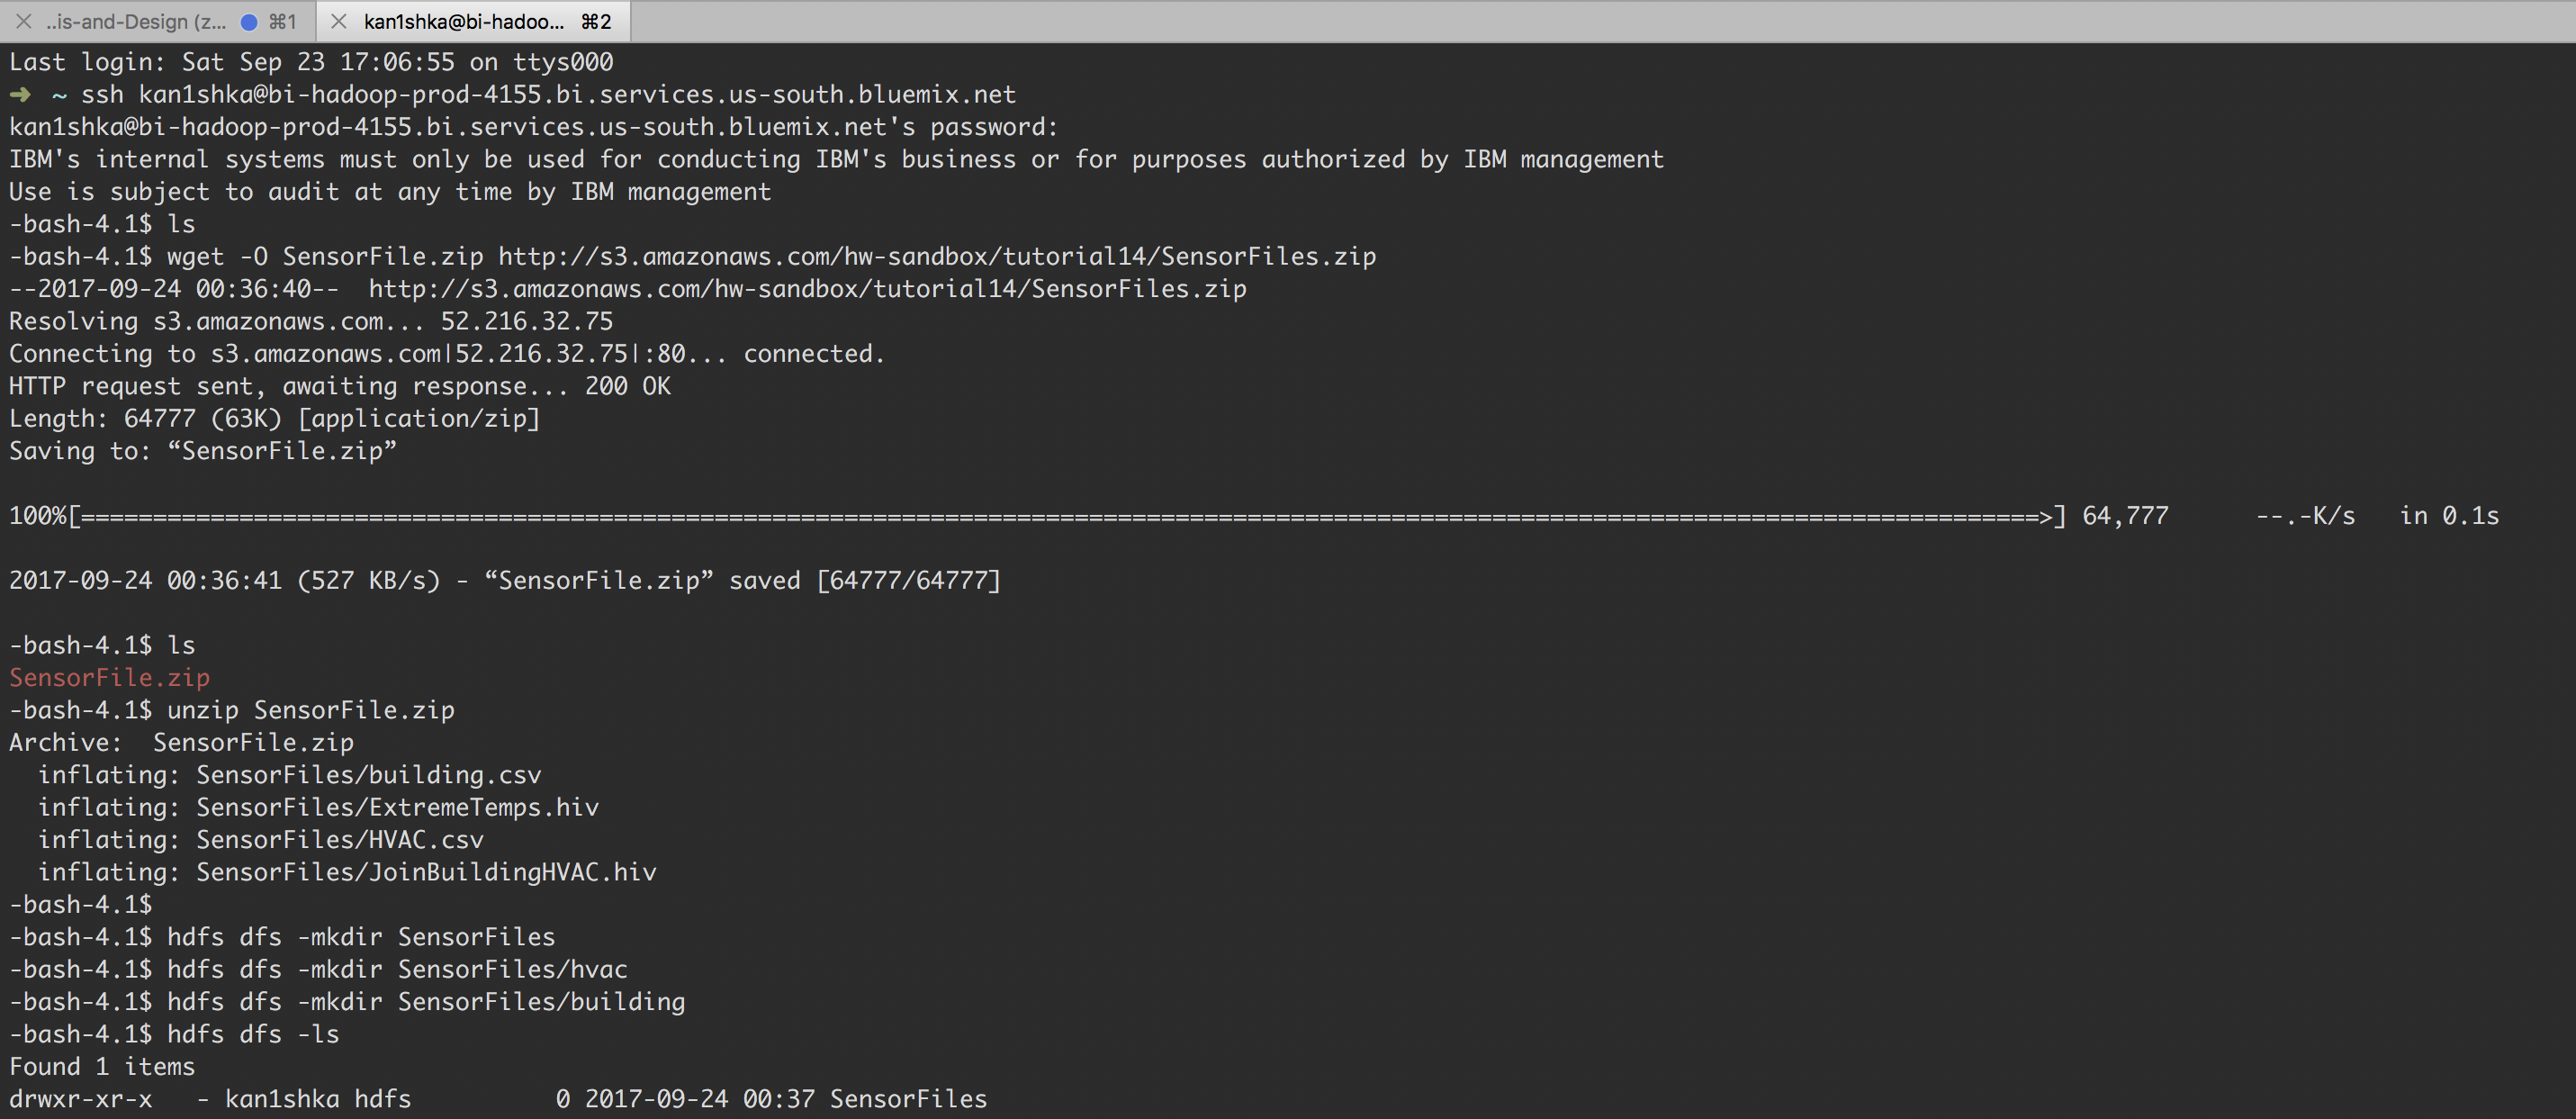 ..is-and-Design (z... ⌘1
kan1shka@bi-hadoo... ⌘2
Last login: Sat Sep 23 17:06:55 on ttys000
➜ ~ ssh kan1shka@bi-hadoop-prod-4155.bi.services.us-south.bluemix.net
kan1shka@bi-hadoop-prod-4155.bi.services.us-south.bluemix.net's password:
IBM's internal systems must only be used for conducting IBM's business or for purposes authorized by IBM management
Use is subject to audit at any time by IBM management
-bash-4.1$ ls
-bash-4.1$ wget -O SensorFile.zip http://s3.amazonaws.com/hw-sandbox/tutorial14/SensorFiles.zip
--2017-09-24 00:36:40--  http://s3.amazonaws.com/hw-sandbox/tutorial14/SensorFiles.zip
Resolving s3.amazonaws.com... 52.216.32.75
Connecting to s3.amazonaws.com|52.216.32.75|:80... connected.
HTTP request sent, awaiting response... 200 OK
Length: 64777 (63K) [application/zip]
Saving to: “SensorFile.zip”
100%[========================================================================================================================================>] 64,777      --.-K/s   in 0.1s
2017-09-24 00:36:41 (527 KB/s) - “SensorFile.zip” saved [64777/64777]
-bash-4.1$ ls
SensorFile.zip
-bash-4.1$ unzip SensorFile.zip
Archive:  SensorFile.zip
  inflating: SensorFiles/building.csv
  inflating: SensorFiles/ExtremeTemps.hiv
  inflating: SensorFiles/HVAC.csv
  inflating: SensorFiles/JoinBuildingHVAC.hiv
-bash-4.1$
-bash-4.1$ hdfs dfs -mkdir SensorFiles
-bash-4.1$ hdfs dfs -mkdir SensorFiles/hvac
-bash-4.1$ hdfs dfs -mkdir SensorFiles/building
-bash-4.1$ hdfs dfs -ls
Found 1 items
drwxr-xr-x   - kan1shka hdfs          0 2017-09-24 00:37 SensorFiles